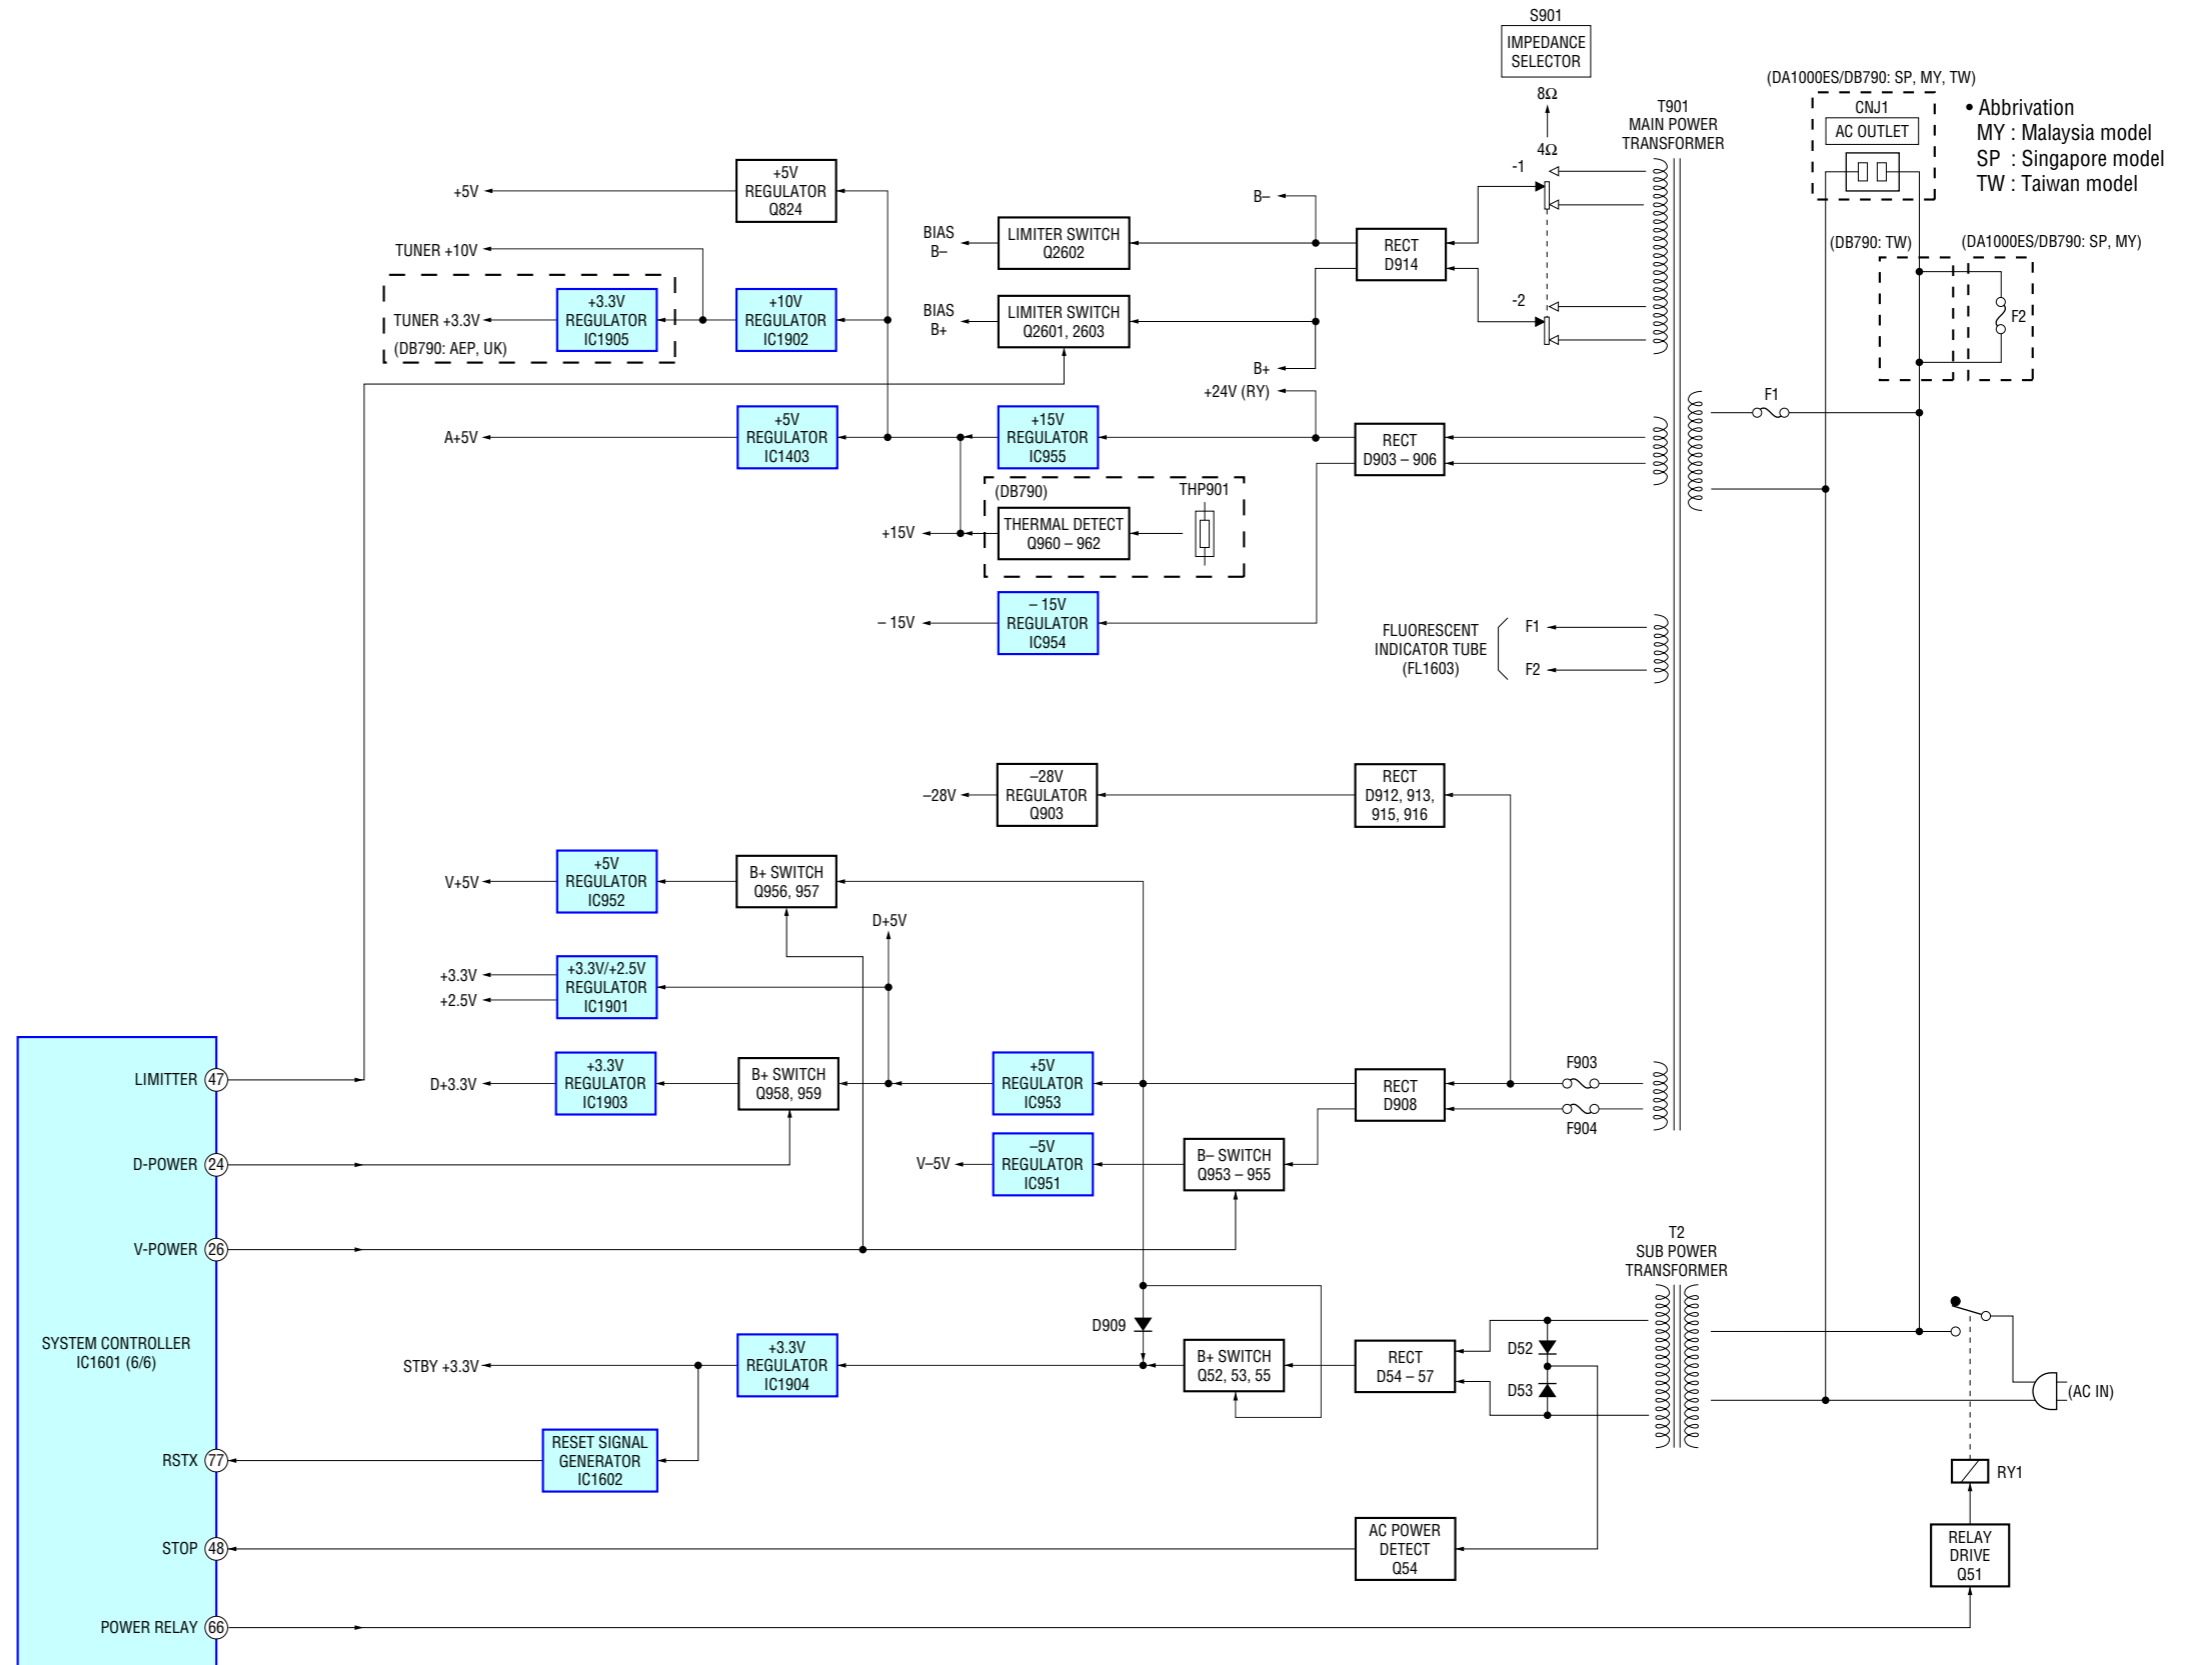 S901
IMPEDANCE
SELECTOR
8Ω
4Ω
-1
-2
T901
MAIN POWER
TRANSFORMER
(DA1000ES/DB790: SP, MY, TW)
CNJ1
AC OUTLET
• Abbrivation
MY : Malaysia model
SP : Singapore model
TW : Taiwan model
(DB790: TW)
(DA1000ES/DB790: SP, MY)
F2
F1
+5V
+5V
REGULATOR
Q824
TUNER +10V
TUNER +3.3V
(DB790: AEP, UK)
+3.3V
REGULATOR
IC1905
+10V
REGULATOR
IC1902
BIAS
B–
LIMITER SWITCH
Q2602
B–
RECT
D914
BIAS
B+
LIMITER SWITCH
Q2601, 2603
B+
+24V (RY)
A+5V
+5V
REGULATOR
IC1403
+15V
REGULATOR
IC955
RECT
D903 – 906
(DB790)
THP901
+15V
THERMAL DETECT
Q960 – 962
– 15V
– 15V
REGULATOR
IC954
FLUORESCENT
INDICATOR TUBE
(FL1603)
F1
F2
–28V
–28V
REGULATOR
Q903
RECT
D912, 913,
915, 916
V+5V
+5V
REGULATOR
IC952
B+ SWITCH
Q956, 957
D+5V
+3.3V
+2.5V
+3.3V/+2.5V
REGULATOR
IC1901
D+3.3V
+3.3V
REGULATOR
IC1903
B+ SWITCH
Q958, 959
+5V
REGULATOR
IC953
RECT
D908
F903
F904
V–5V
–5V
REGULATOR
IC951
B– SWITCH
Q953 – 955
LIMITTER 47
D-POWER 24
V-POWER 26
SYSTEM CONTROLLER
IC1601 (6/6)
RSTX 77
STOP 48
POWER RELAY 66
T2
SUB POWER
TRANSFORMER
D909
STBY +3.3V
+3.3V
REGULATOR
IC1904
B+ SWITCH
Q52, 53, 55
RECT
D54 – 57
D52
D53
(AC IN)
RESET SIGNAL
GENERATOR
IC1602
RY1
AC POWER
DETECT
Q54
RELAY
DRIVE
Q51